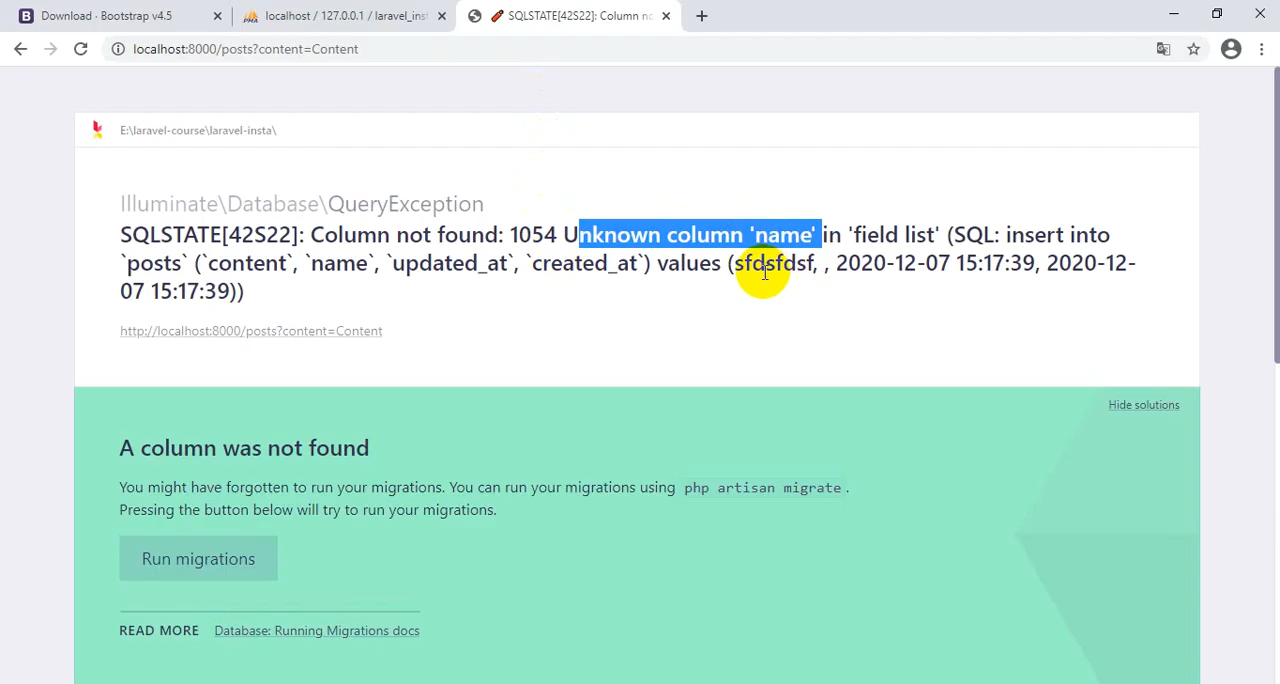 Download · Bootstrap v4.5
localhost / 127.0.0.1 / laravel_inst
SQLSTATE[42S22]: Column no
localhost:8000/posts?content=Content
E:\laravel-course\laravel-insta\
Illuminate\Database\QueryException
SQLSTATE[42S22]: Column not found: 1054 Unknown column 'name' in 'field list' (SQL: insert into
`posts` (`content`, `name`, `updated_at`, `created_at`) values (sfdsfdsf, , 2020-12-07 15:17:39, 2020-12-
07 15:17:39))
http://localhost:8000/posts?content=Content
Hide solutions
A column was not found
You might have forgotten to run your migrations. You can run your migrations using php artisan migrate.
Pressing the button below will try to run your migrations.
Run migrations
READ MORE Database: Running Migrations docs